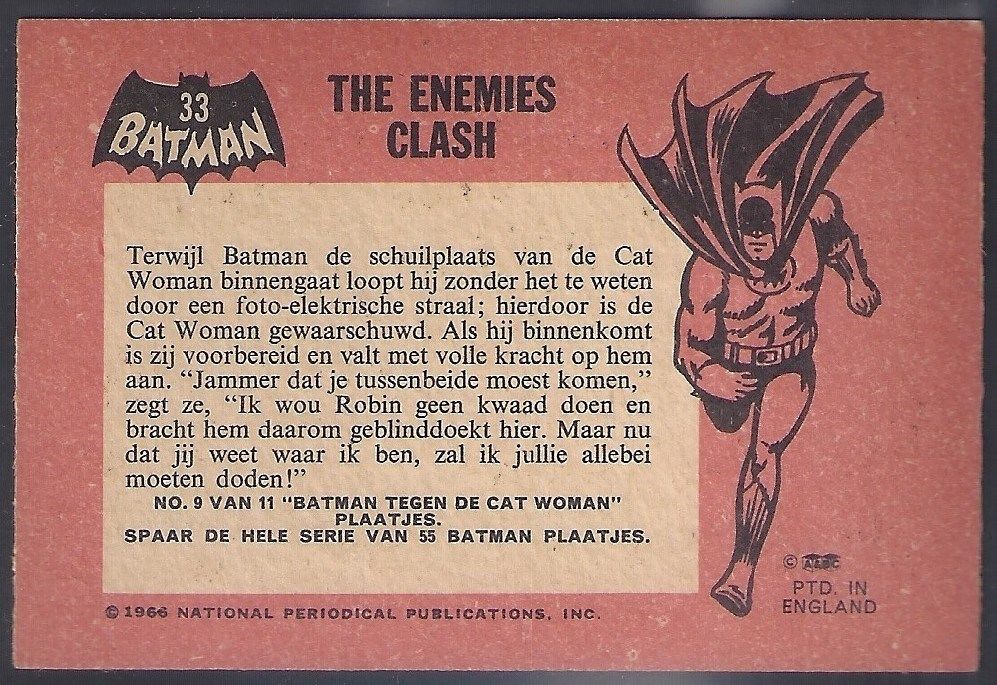 33
BATMAN
THE ENEMIES
CLASH
Terwijl Batman de schuilplaats van de Cat
Woman binnengaat loopt hij zonder het te weten
door een foto-elektrische straal; hierdoor is de
Cat Woman gewaarschuwd. Als hij binnenkomt
is zij voorbereid en valt met volle kracht op hem
aan. “Jammer dat je tussenbeide moest komen,”
zegt ze, “Ik wou Robin geen kwaad doen en
bracht hem daarom geblinddoekt hier. Maar nu
dat jij weet waar ik ben, zal ik jullie allebei
moeten doden!”
NO. 9 VAN 11 “BATMAN TEGEN DE CAT WOMAN”
PLAATJES.
SPAAR DE HELE SERIE VAN 55 BATMAN PLAATJES.
© 1966 NATIONAL PERIODICAL PUBLICATIONS, INC.
© A&BC
PTD. IN
ENGLAND